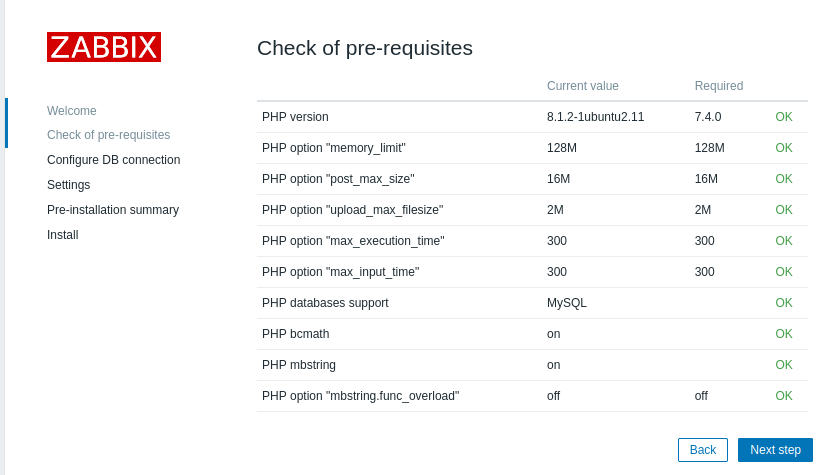 ZABBIX
Welcome
Check of pre-requisites
Configure DB connection
Settings
Pre-installation summary
Install
Check of pre-requisites
Current value Required
PHP version 8.1.2-1ubuntu2.11 7.4.0 OK
PHP option "memory_limit" 128M 128M OK
PHP option "post_max_size" 16M 16M OK
PHP option "upload_max_filesize" 2M 2M OK
PHP option "max_execution_time" 300 300 OK
PHP option "max_input_time" 300 300 OK
PHP databases support MySQL OK
PHP bcmath on OK
PHP mbstring on OK
PHP option "mbstring.func_overload" off off OK
Back Next step